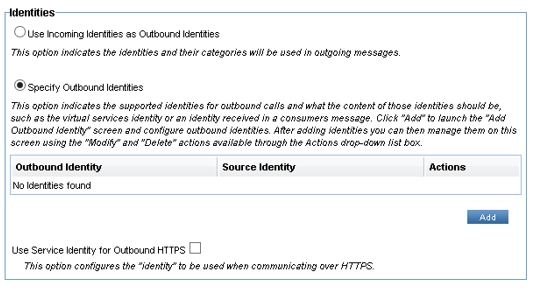 Identities
Use Incoming Identities as Outbound Identities
This option indicates the identities and their categories will be used in outgoing messages.
Specify Outbound Identities
This option indicates the supported identities for outbound calls and what the content of those identities should be,
such as the virtual services identity or an identity received in a consumers message. Click "Add" to launch the "Add
Outbound Identity" screen and configure outbound identities. After adding identities you can then manage them on this
screen using the "Modify" and "Delete" actions available through the Actions drop-down list box.
Outbound Identity Source Identity Actions
No Identities found
Add
Use Service Identity for Outbound HTTPS
This option configures the "identity" to be used when communicating over HTTPS.